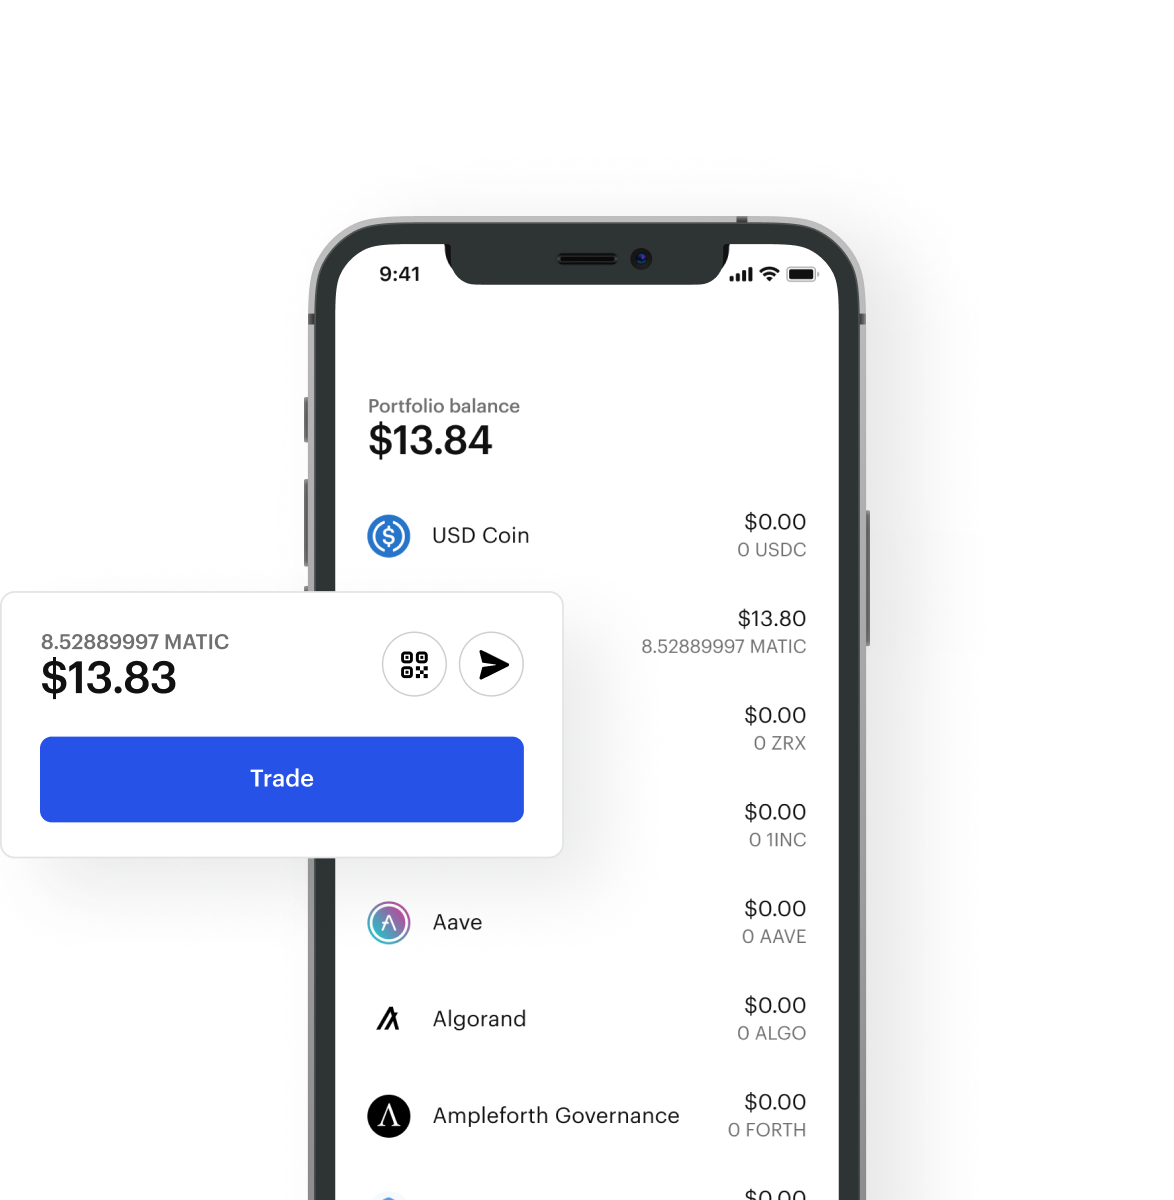 9:41
Portfolio balance
$13.84
USD Coin
$0.00
0 USDC
8.52889997 MATIC
$13.83
Trade
$13.80
8.52889997 MATIC
$0.00
0 ZRX
$0.00
0 1INC
Aave
$0.00
0 AAVE
Algorand
$0.00
0 ALGO
Ampleforth Governance
$0.00
0 FORTH
$0.00